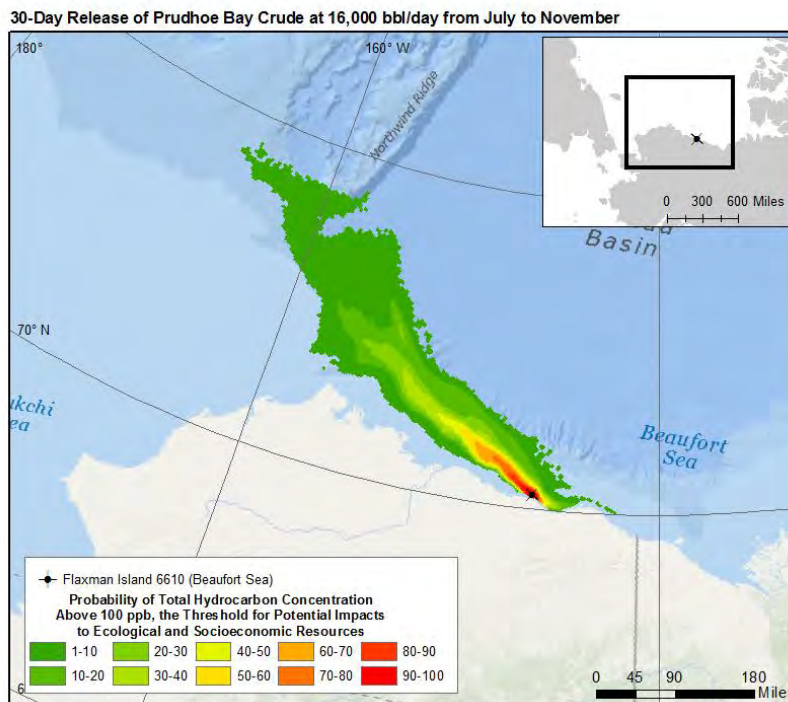 30-Day Release of Prudhoe Bay Crude at 16,000 bbl/day from July to November
180°
160° W
Northwind Ridge
0 300 600 Miles
Basin
70° N
ukchi
ea
Beaufort
Sea
Flaxman Island 6610 (Beaufort Sea)
Probability of Total Hydrocarbon Concentration
Above 100 ppb, the Threshold for Potential Impacts
to Ecological and Socioeconomic Resources
1-10 20-30 40-50 60-70 80-90
10-20 30-40 50-60 70-80 90-100
0 45 90 180
Mile